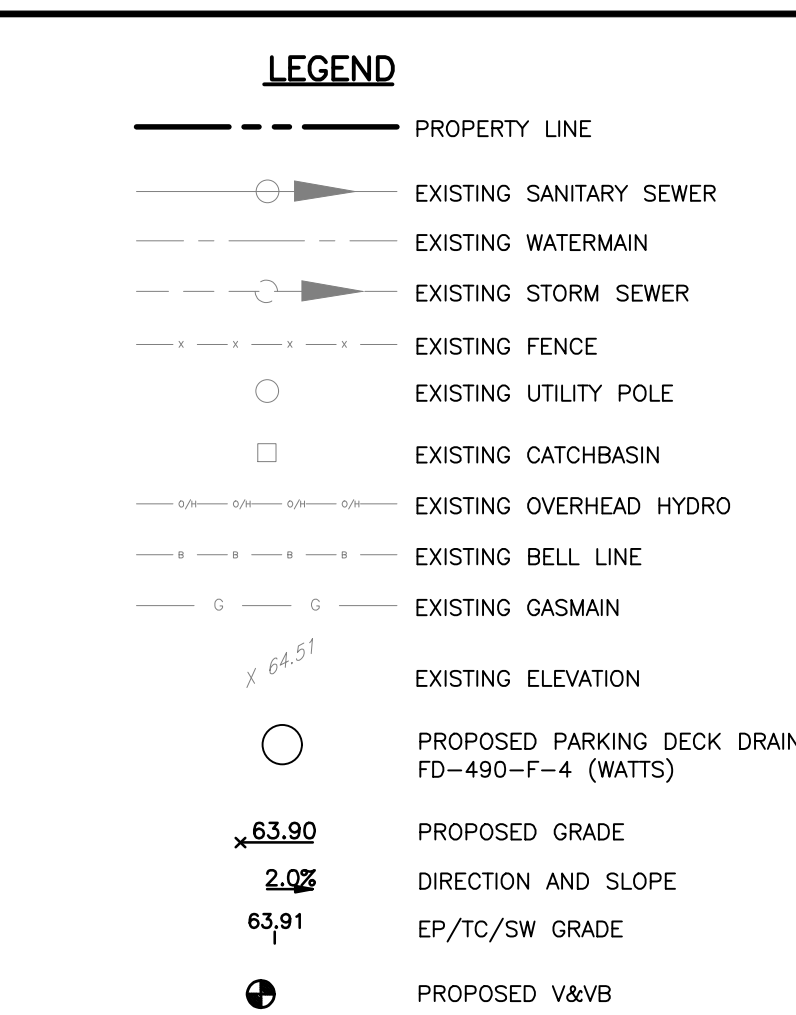 LEGEND
PROPERTY LINE
EXISTING SANITARY SEWER
EXISTING WATERMAIN
EXISTING STORM SEWER
X X X X EXISTING FENCE
EXISTING UTILITY POLE
EXISTING CATCHBASIN
O/H O/H O/H O/H EXISTING OVERHEAD HYDRO
B B B B EXISTING BELL LINE
G G EXISTING GASMAIN
X 64.51 EXISTING ELEVATION
PROPOSED PARKING DECK DRAIN
FD-490-F-4 (WATTS)
x 63.90 PROPOSED GRADE
2.0% DIRECTION AND SLOPE
63.91 EP/TC/SW GRADE
PROPOSED V&VB